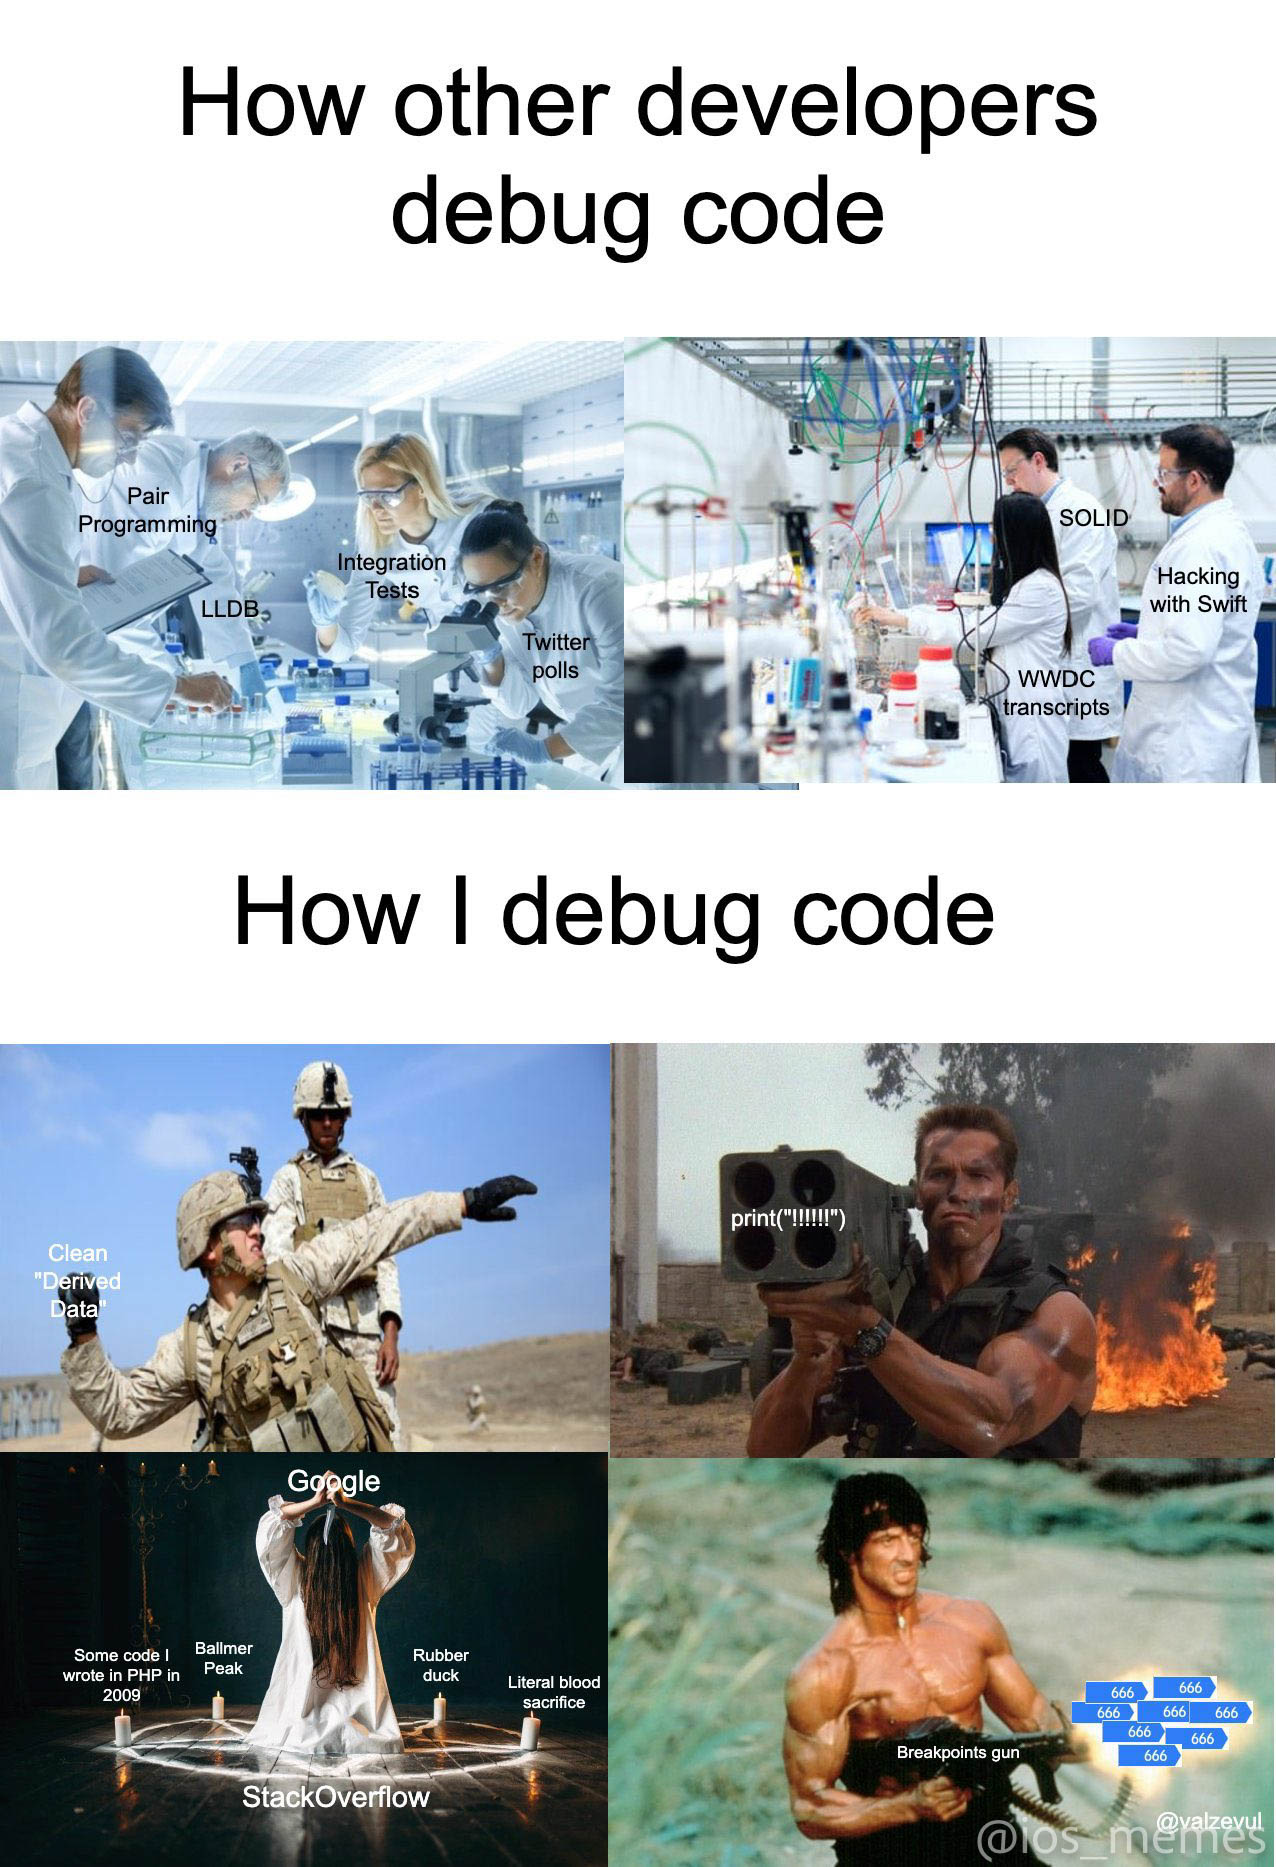 How other developers
debug code
Pair
Programming
LLDB
Integration
Tests
Twitter
polls
SOLID
Hacking
with Swift
WWDC
transcripts
How I debug code
Clean
"Derived
Data"
print("!!!!!!")
Google
Some code I
wrote in PHP in
2009
Ballmer
Peak
Rubber
duck
Literal blood
sacrifice
StackOverflow
666
666
666
666
666
666
666
666
Breakpoints gun
@valzevul
@ios_memes